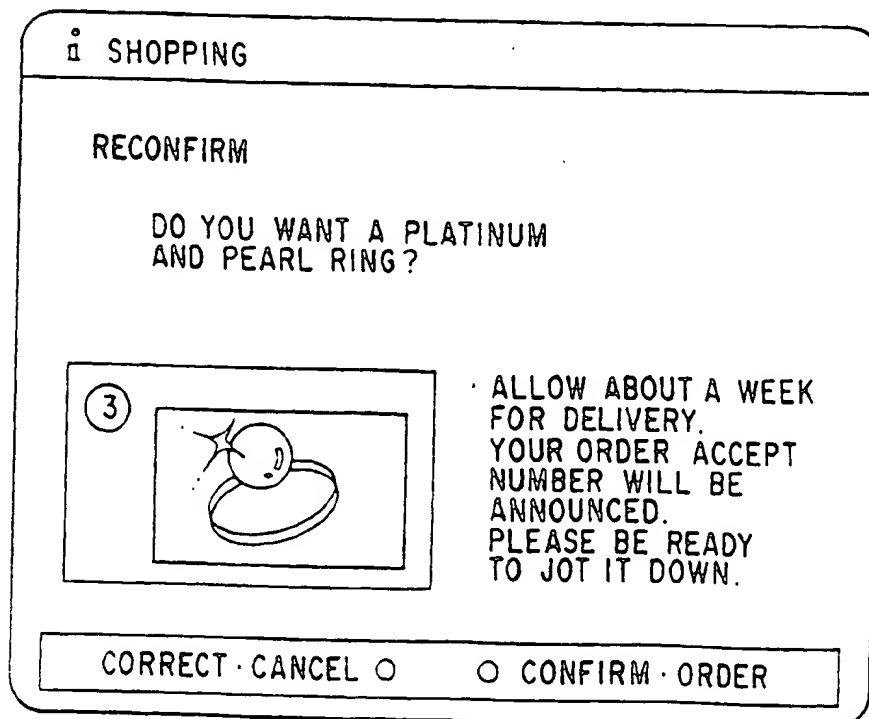 i SHOPPING
RECONFIRM
DO YOU WANT A PLATINUM
AND PEARL RING?
3
ALLOW ABOUT A WEEK
FOR DELIVERY.
YOUR ORDER ACCEPT
NUMBER WILL BE
ANNOUNCED.
PLEASE BE READY
TO JOT IT DOWN.
CORRECT·CANCEL ○ ○ CONFIRM·ORDER